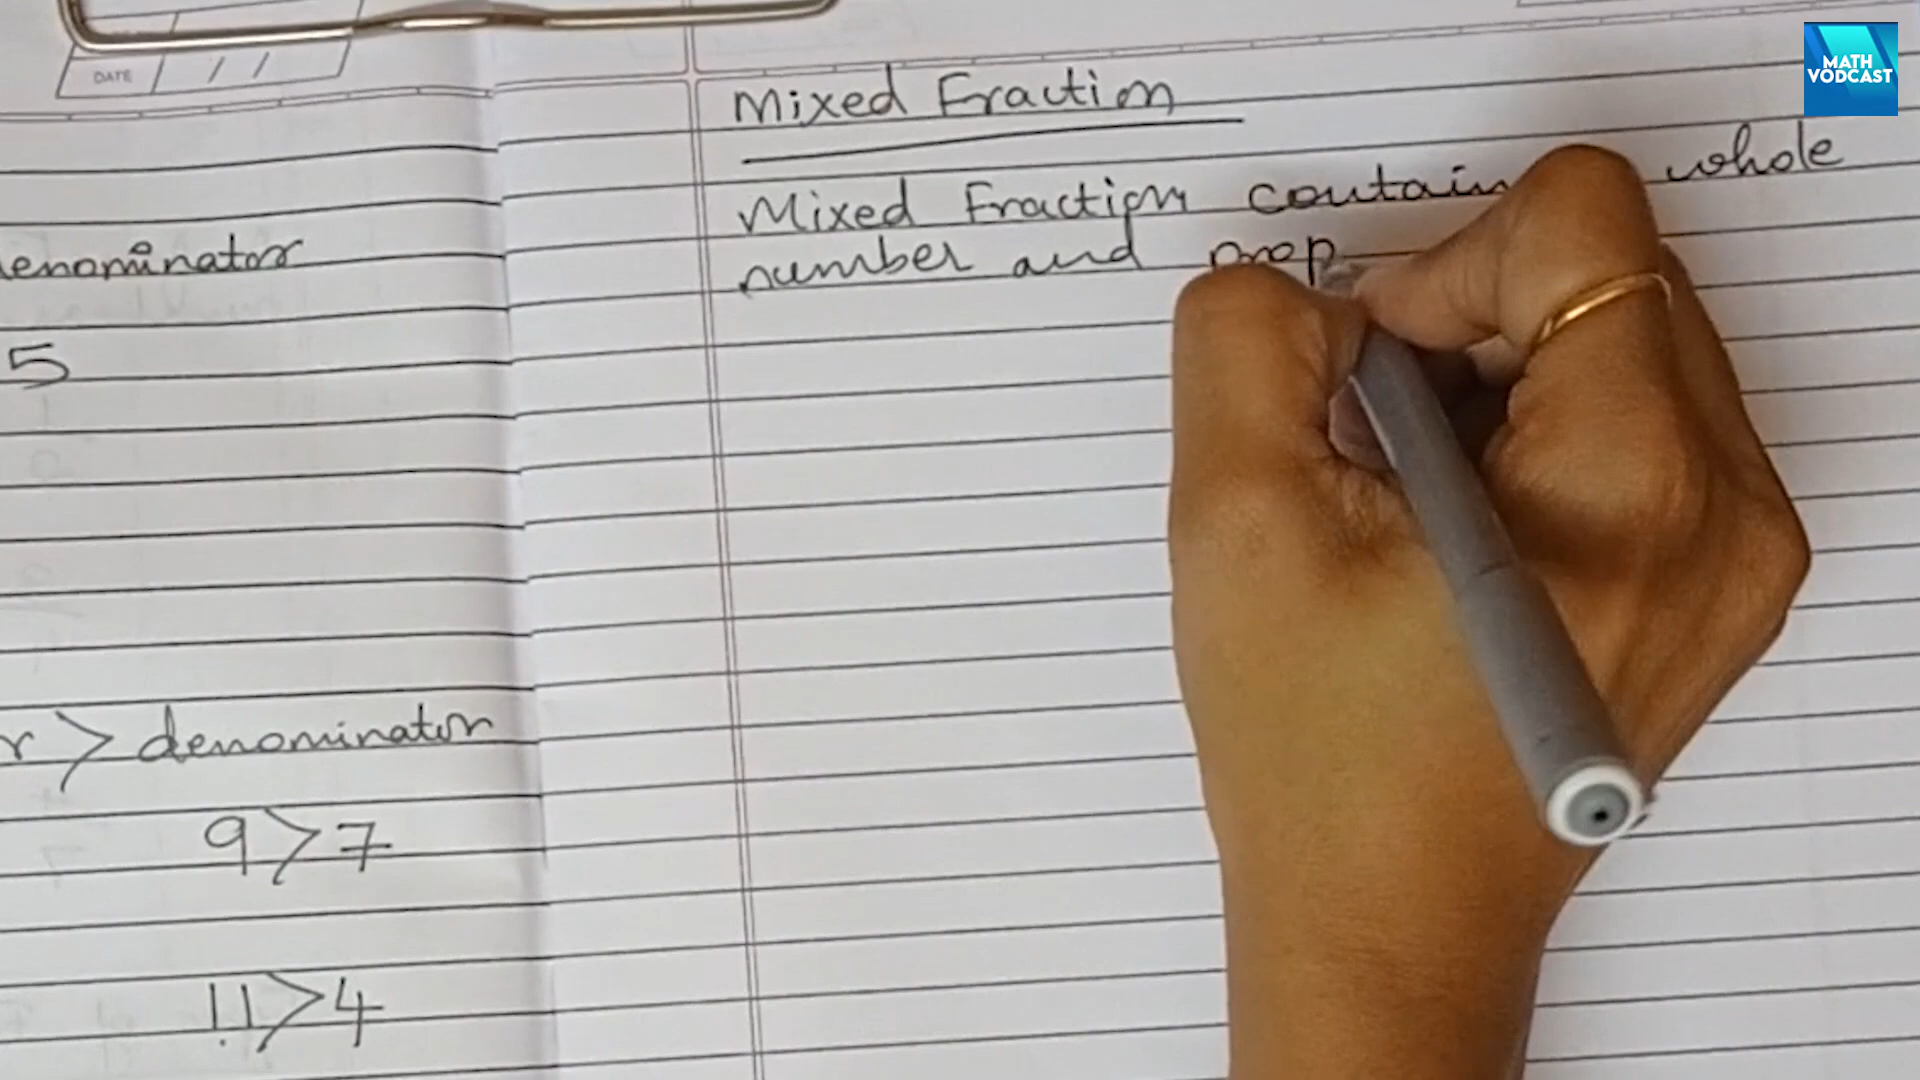 MATH
VODCAST
DATE / /
enominator
5
r > denominator
9 > 7
11 > 4
Mixed Fraction
Mixed Fraction contain whole
number and prop